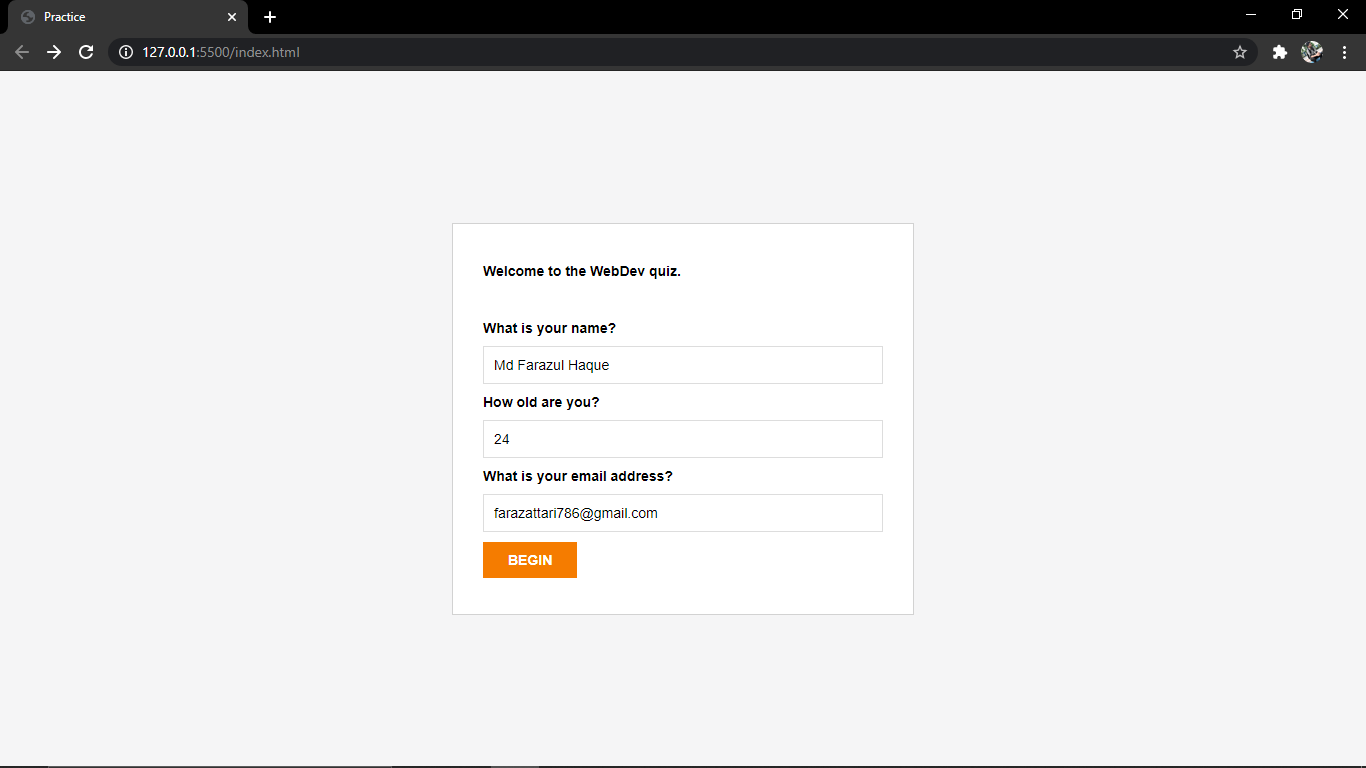 Practice
127.0.0.1:5500/index.html
Welcome to the WebDev quiz.
What is your name?
Md Farazul Haque
How old are you?
24
What is your email address?
farazattari786@gmail.com
BEGIN